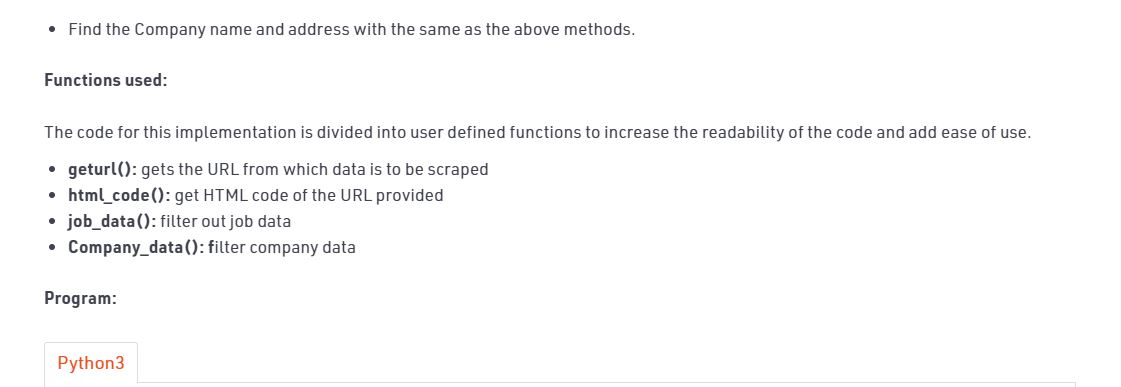 • Find the Company name and address with the same as the above methods.
Functions used:
The code for this implementation is divided into user defined functions to increase the readability of the code and add ease of use.
• geturl(): gets the URL from which data is to be scraped
• html_code(): get HTML code of the URL provided
• job_data(): filter out job data
• Company_data(): filter company data
Program:
Python3